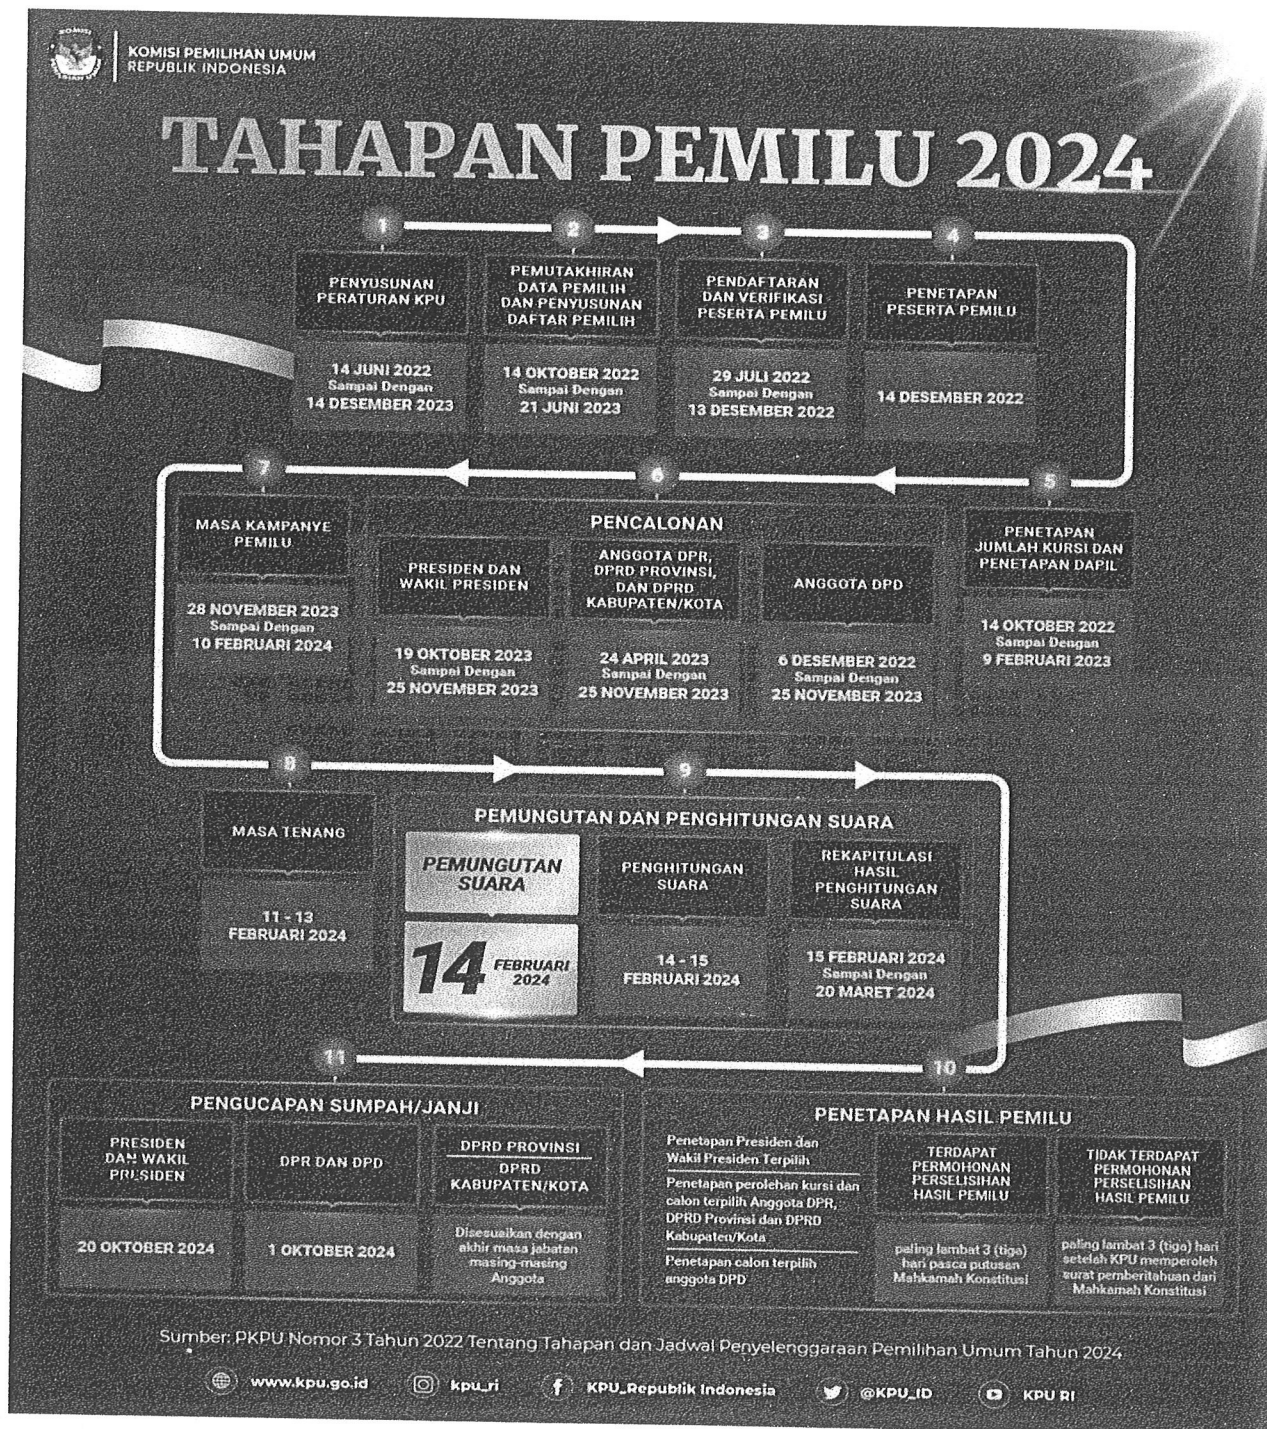 KOMISI PEMILIHAN UMUM
REPUBLIK INDONESIA
TAHAPAN PEMILU 2024
1
PENYUSUNAN
PERATURAN KPU
14 JUNI 2022
Sampai Dengan
14 DESEMBER 2023
2
PEMUTAKHIRAN
DATA PEMILIH
DAN PENYUSUNAN
DAFTAR PEMILIH
14 OKTOBER 2022
Sampai Dengan
21 JUNI 2023
3
PENDAFTARAN
DAN VERIFIKASI
PESERTA PEMILU
29 JULI 2022
Sampai Dengan
13 DESEMBER 2022
4
PENETAPAN
PESERTA PEMILU
14 DESEMBER 2022
5
PENETAPAN
JUMLAH KURSI DAN
PENETAPAN DAPIL
14 OKTOBER 2022
Sampai Dengan
9 FEBRUARI 2023
6
PENCALONAN
PRESIDEN DAN
WAKIL PRESIDEN
19 OKTOBER 2023
Sampai Dengan
25 NOVEMBER 2023
ANGGOTA DPR,
DPRD PROVINSI,
DAN DPRD
KABUPATEN/KOTA
24 APRIL 2023
Sampai Dengan
25 NOVEMBER 2023
ANGGOTA DPD
6 DESEMBER 2022
Sampai Dengan
25 NOVEMBER 2023
7
MASA KAMPANYE
PEMILU
28 NOVEMBER 2023
Sampai Dengan
10 FEBRUARI 2024
8
MASA TENANG
11 - 13
FEBRUARI 2024
9
PEMUNGUTAN DAN PENGHITUNGAN SUARA
PEMUNGUTAN
SUARA
14 FEBRUARI
2024
PENGHITUNGAN
SUARA
14 - 15
FEBRUARI 2024
REKAPITULASI
HASIL
PENGHITUNGAN
SUARA
15 FEBRUARI 2024
Sampai Dengan
20 MARET 2024
10
PENETAPAN HASIL PEMILU
Penetapan Presiden dan
Wakil Presiden Terpilih
Penetapan perolehan kursi dan
calon terpilih Anggota DPR,
DPRD Provinsi dan DPRD
Kabupaten/Kota
Penetapan calon terpilih
anggota DPD
TERDAPAT
PERMOHONAN
PERSELISIHAN
HASIL PEMILU
paling lambat 3 (tiga)
hari pasca putusan
Mahkamah Konstitusi
TIDAK TERDAPAT
PERMOHONAN
PERSELISIHAN
HASIL PEMILU
paling lambat 3 (tiga) hari
setelah KPU memperoleh
surat pemberitahuan dari
Mahkamah Konstitusi
11
PENGUCAPAN SUMPAH/JANJI
PRESIDEN
DAN WAKIL
PRESIDEN
20 OKTOBER 2024
DPR DAN DPD
1 OKTOBER 2024
DPRD PROVINSI
DPRD
KABUPATEN/KOTA
Disesuaikan dengan
akhir masa jabatan
masing-masing
Anggota
Sumber: PKPU Nomor 3 Tahun 2022 Tentang Tahapan dan Jadwal Penyelenggaraan Pemilihan Umum Tahun 2024
www.kpu.go.id
kpu_ri
KPU_Republik Indonesia
@KPU_ID
KPU RI